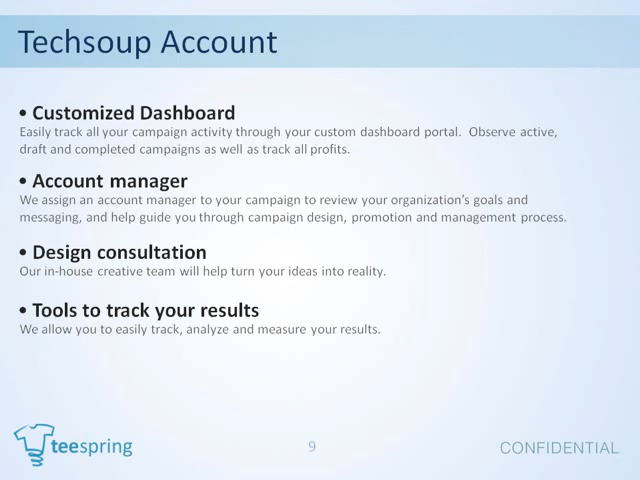 Techsoup Account
• Customized Dashboard
Easily track all your campaign activity through your custom dashboard portal.  Observe active,
draft and completed campaigns as well as track all profits.
• Account manager
We assign an account manager to your campaign to review your organization’s goals and
messaging, and help guide you through campaign design, promotion and management process.
• Design consultation
Our in-house creative team will help turn your ideas into reality.
• Tools to track your results
We allow you to easily track, analyze and measure your results.
teespring
9
CONFIDENTIAL